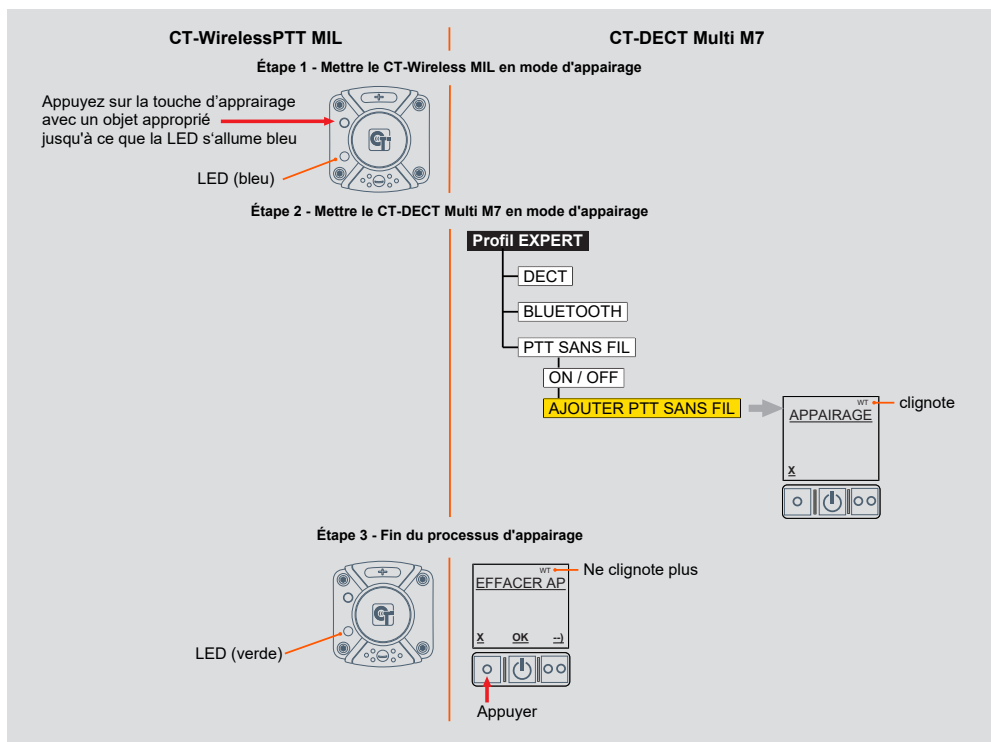 CT-WirelessPTT MIL
CT-DECT Multi M7
Étape 1 - Mettre le CT-Wireless MIL en mode d'appairage
Appuyez sur la touche d’apprairage
avec un objet approprié
jusqu'à ce que la LED s‘allume bleu
LED (bleu)
CT
Étape 2 - Mettre le CT-DECT Multi M7 en mode d'appairage
Profil EXPERT
DECT
BLUETOOTH
PTT SANS FIL
ON / OFF
AJOUTER PTT SANS FIL
WT
clignote
APPAIRAGE
X
Étape 3 - Fin du processus d'appairage
CT
LED (verte)
WT
Ne clignote plus
EFFACER AP
X OK --)
Appuyer